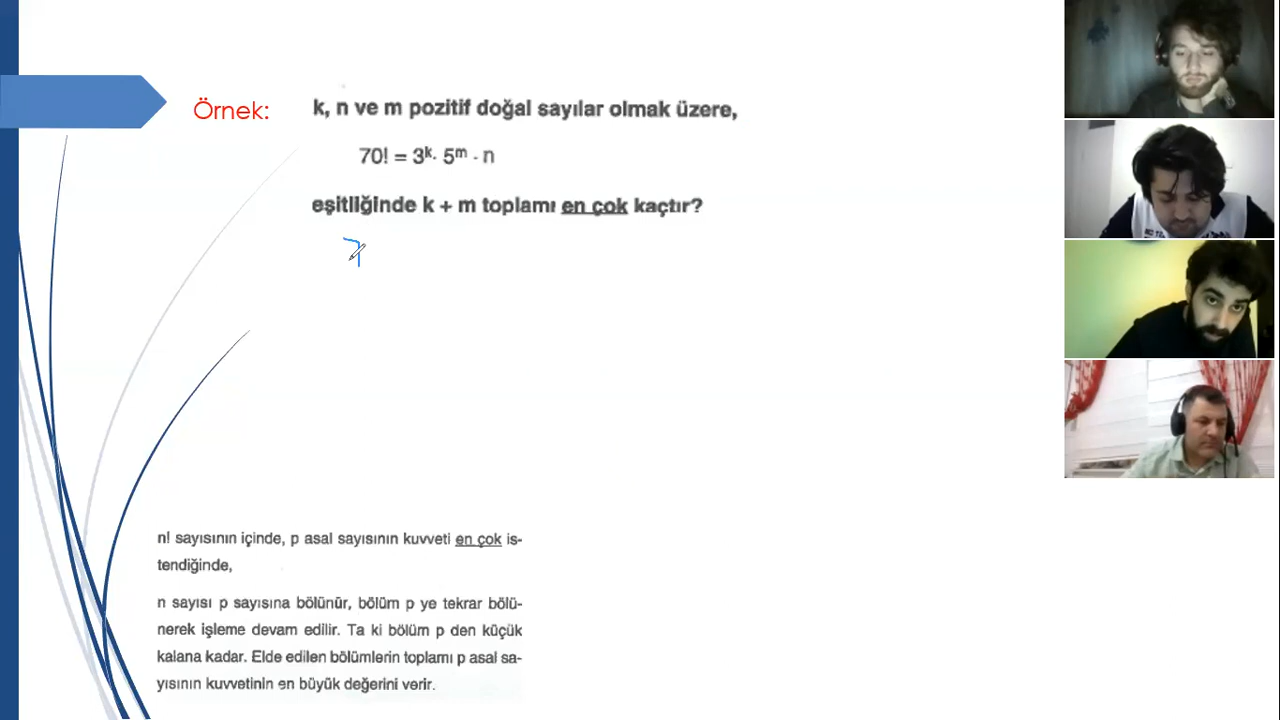 Örnek:
k, n ve m pozitif doğal sayılar olmak üzere,
70! = 3ᵏ· 5ᵐ · n
eşitliğinde k + m toplamı en çok kaçtır?
7
n! sayısının içinde, p asal sayısının kuvveti en çok is-
tendiğinde,
n sayısı p sayısına bölünür, bölüm p ye tekrar bölü-
nerek işleme devam edilir. Ta ki bölüm p den küçük
kalana kadar. Elde edilen bölümlerin toplamı p asal sa-
yısının kuvvetinin en büyük değerini verir.